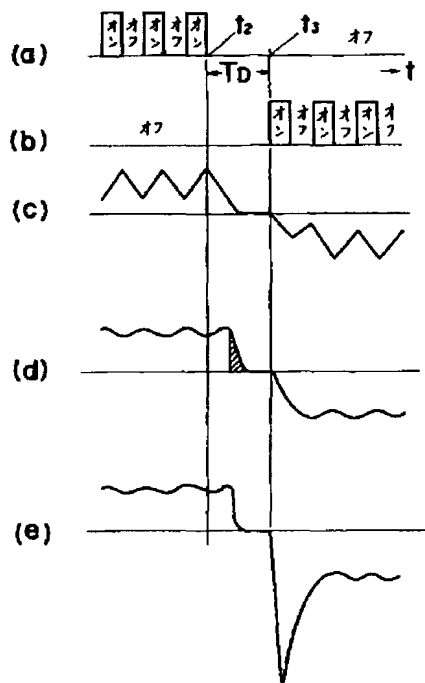 (a) オン オフ オン オフ オン t₂ t₃ オフ
T_D t
(b) オフ オン オフ オン オフ オン オフ
(c)
(d)
(e)